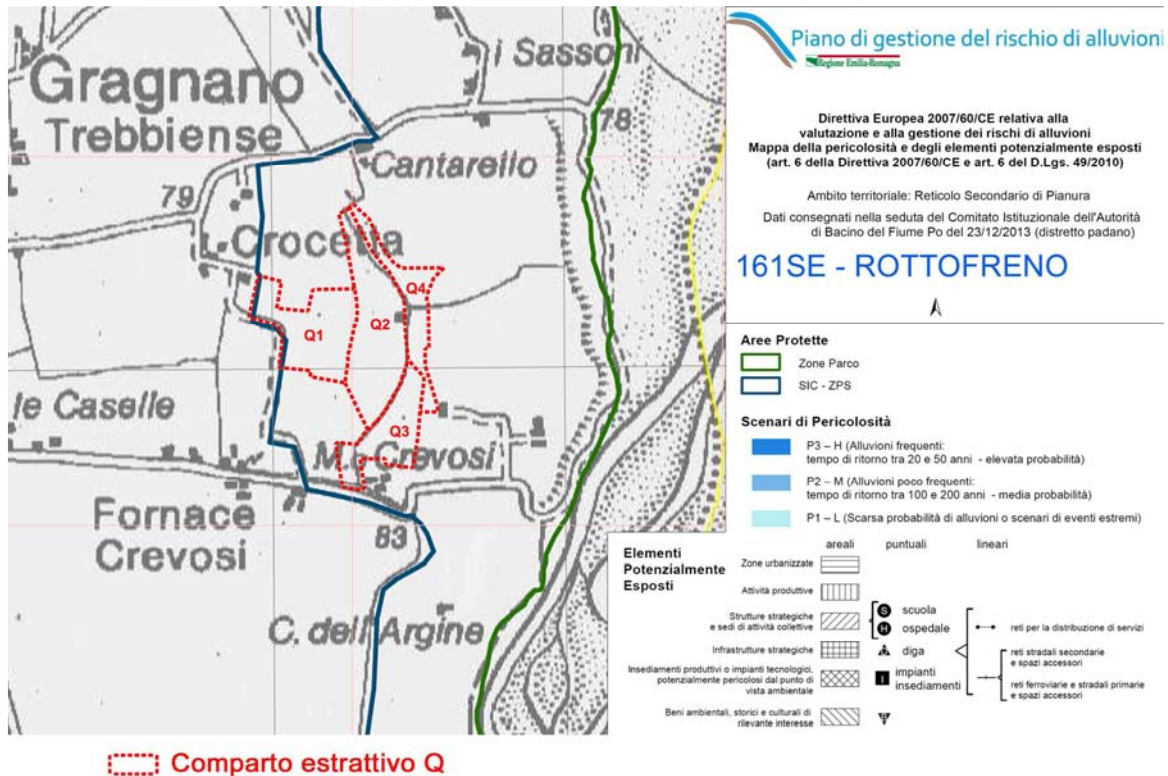 Gragnano
Trebbiense
i Sassoni
78
Cantarello
79
Crocetta
Q4
Q1
Q2
le Caselle
Q3
M.o Crevosi
Fornace
Crevosi
83
C. dell'Argine
Piano di gestione del rischio di alluvioni
Regione Emilia-Romagna
Direttiva Europea 2007/60/CE relativa alla
valutazione e alla gestione dei rischi di alluvioni
Mappa della pericolosità e degli elementi potenzialmente esposti
(art. 6 della Direttiva 2007/60/CE e art. 6 del D.Lgs. 49/2010)
Ambito territoriale: Reticolo Secondario di Pianura
Dati consegnati nella seduta del Comitato Istituzionale dell'Autorità
di Bacino del Fiume Po del 23/12/2013 (distretto padano)
161SE - ROTTOFRENO
Aree Protette
Zone Parco
SIC - ZPS
Scenari di Pericolosità
P3 – H (Alluvioni frequenti:
tempo di ritorno tra 20 e 50 anni - elevata probabilità)
P2 – M (Alluvioni poco frequenti:
tempo di ritorno tra 100 e 200 anni - media probabilità)
P1 – L (Scarsa probabilità di alluvioni o scenari di eventi estremi)
Elementi
Potenzialmente
Esposti
areali puntuali lineari
Zone urbanizzate
Attività produttive
Strutture strategiche
e sedi di attività collettive
S scuola
H ospedale
reti per la distribuzione di servizi
Infrastrutture strategiche
diga
reti stradali secondarie
e spazi accessori
Insediamenti produttivi o impianti tecnologici,
potenzialmente pericolosi dal punto di
vista ambientale
I impianti
insediamenti
reti ferroviarie e stradali primarie
e spazi accessori
Beni ambientali, storici e culturali di
rilevante interesse
Comparto estrattivo Q